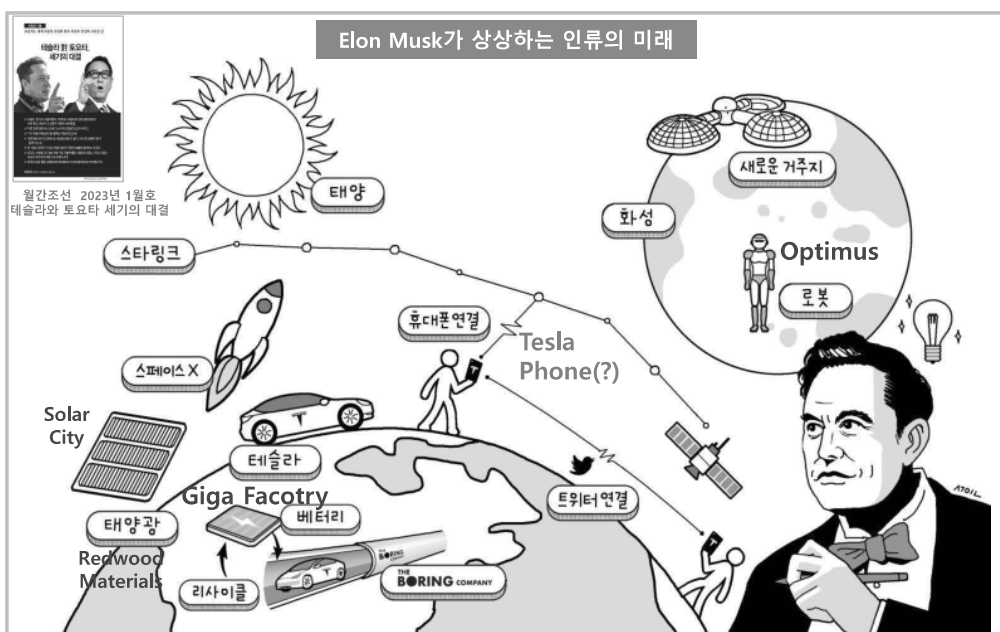 Elon Musk가 상상하는 인류의 미래
테슬라 對 토요타,
세기의 대결
월간조선 2023년 1월호
테슬라와 토요타 세기의 대결
태양
새로운 거주지
화성
Optimus
로봇
스타링크
휴대폰연결
Tesla
Phone(?)
스페이스X
Solar
City
테슬라
Giga Facotry
베터리
태양광
트위터연결
Redwood
Materials
리사이클
THE
BORING
COMPANY
THE
BORING COMPANY
ATOIL